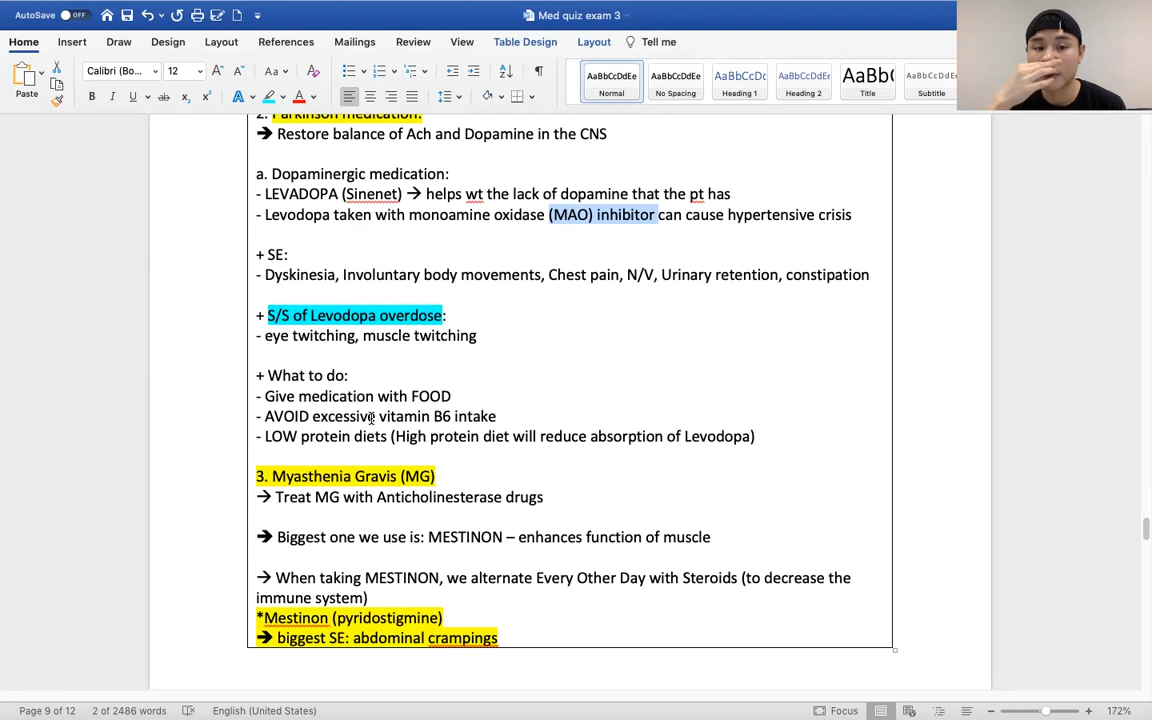 AutoSave OFF Med quiz exam 3
Home Insert Draw Design Layout References Mailings Review View Table Design Layout Tell me
Paste Calibri (Bo... 12 AaBbCcDdEe Normal AaBbCcDdEe No Spacing AaBbCcDc Heading 1 AaBbCcDdEe Heading 2 AaBb( Title AaBbCcDdEe Subtitle
2. Parkinson medication:
➔ Restore balance of Ach and Dopamine in the CNS
a. Dopaminergic medication:
- LEVADOPA (Sinenet) → helps wt the lack of dopamine that the pt has
- Levodopa taken with monoamine oxidase (MAO) inhibitor can cause hypertensive crisis
+ SE:
- Dyskinesia, Involuntary body movements, Chest pain, N/V, Urinary retention, constipation
+ S/S of Levodopa overdose:
- eye twitching, muscle twitching
+ What to do:
- Give medication with FOOD
- AVOID excessive vitamin B6 intake
- LOW protein diets (High protein diet will reduce absorption of Levodopa)
3. Myasthenia Gravis (MG)
→ Treat MG with Anticholinesterase drugs
➔ Biggest one we use is: MESTINON – enhances function of muscle
→ When taking MESTINON, we alternate Every Other Day with Steroids (to decrease the
immune system)
*Mestinon (pyridostigmine)
➔ biggest SE: abdominal crampings
Page 9 of 12 2 of 2486 words English (United States) Focus 172%